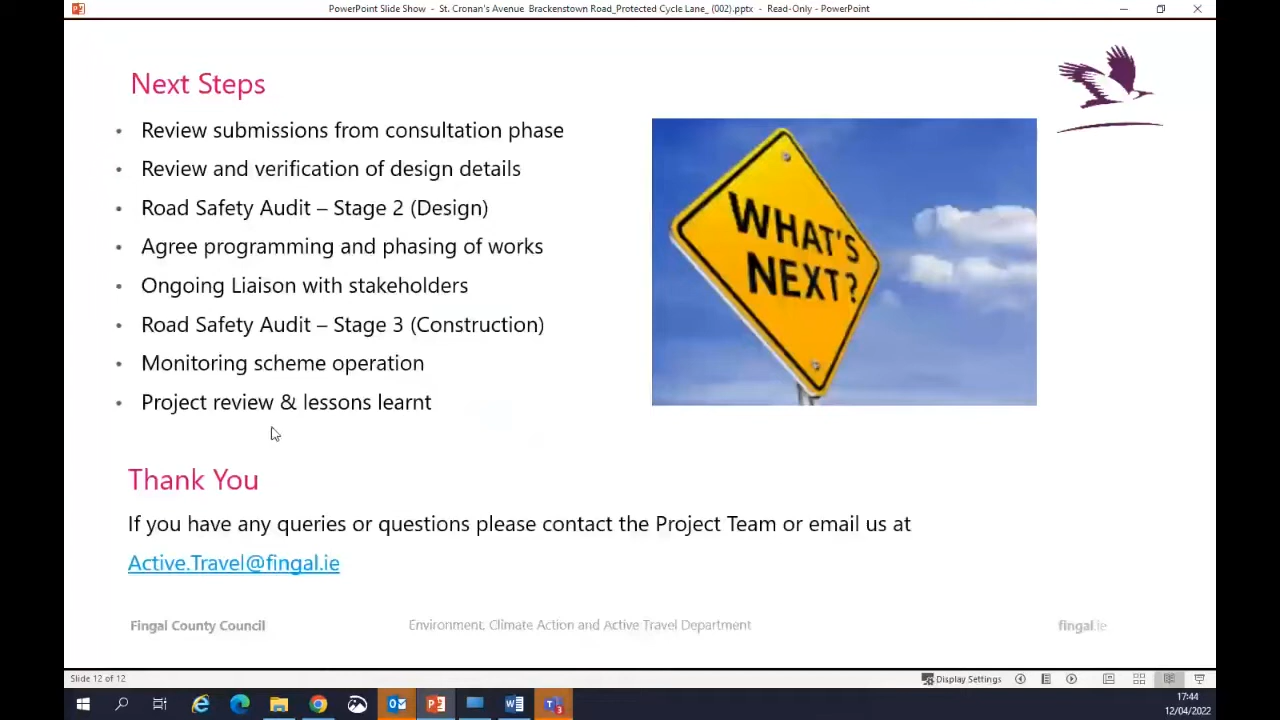 PowerPoint Slide Show - St. Cronan's Avenue Brackenstown Road_Protected Cycle Lane_ (002).pptx - Read-Only - PowerPoint
Next Steps
• Review submissions from consultation phase
• Review and verification of design details
• Road Safety Audit – Stage 2 (Design)
• Agree programming and phasing of works
• Ongoing Liaison with stakeholders
• Road Safety Audit – Stage 3 (Construction)
• Monitoring scheme operation
• Project review & lessons learnt
WHAT'S
NEXT?
Thank You
If you have any queries or questions please contact the Project Team or email us at
Active.Travel@fingal.ie
Fingal County Council
Environment, Climate Action and Active Travel Department
fingal.ie
Slide 12 of 12
Display Settings
17:44
12/04/2022